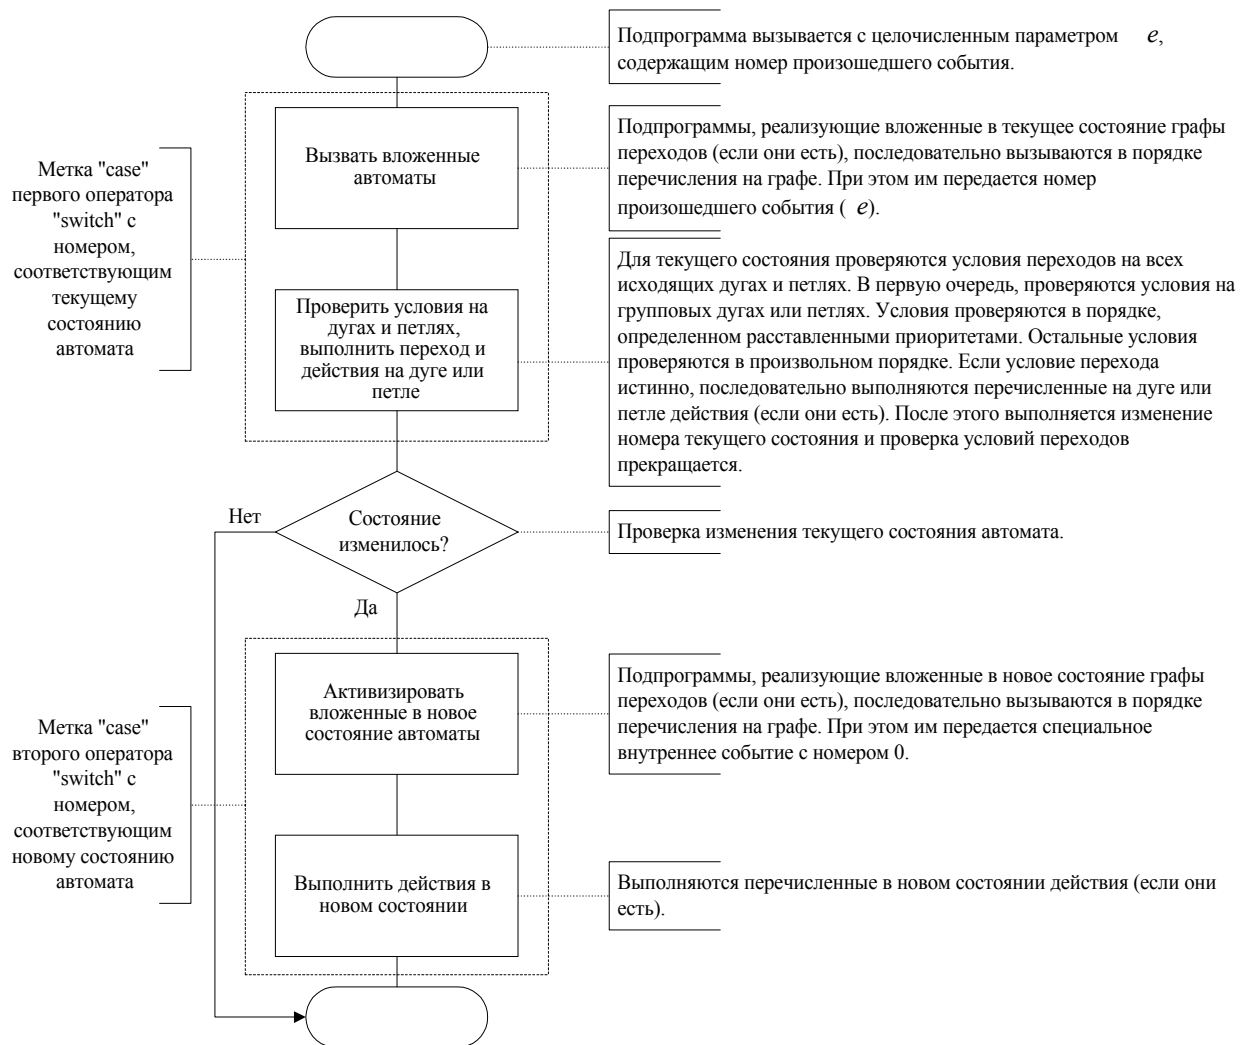 Подпрограмма вызывается с целочисленным параметром e,
содержащим номер произошедшего события.
Метка "case"
первого оператора
"switch" с
номером,
соответствующим
текущему
состоянию
автомата
Вызвать вложенные
автоматы
Подпрограммы, реализующие вложенные в текущее состояние графы
переходов (если они есть), последовательно вызываются в порядке
перечисления на графе. При этом им передается номер
произошедшего события ( e).
Проверить условия на
дугах и петлях,
выполнить переход и
действия на дуге или
петле
Для текущего состояния проверяются условия переходов на всех
исходящих дугах и петлях. В первую очередь, проверяются условия на
групповых дугах или петлях. Условия проверяются в порядке,
определенном расставленными приоритетами. Остальные условия
проверяются в произвольном порядке. Если условие перехода
истинно, последовательно выполняются перечисленные на дуге или
петле действия (если они есть). После этого выполняется изменение
номера текущего состояния и проверка условий переходов
прекращается.
Нет
Состояние
изменилось?
Проверка изменения текущего состояния автомата.
Да
Метка "case"
второго оператора
"switch" с
номером,
соответствующим
новому состоянию
автомата
Активизировать
вложенные в новое
состояние автоматы
Подпрограммы, реализующие вложенные в новое состояние графы
переходов (если они есть), последовательно вызываются в порядке
перечисления на графе. При этом им передается специальное
внутреннее событие с номером 0.
Выполнить действия в
новом состоянии
Выполняются перечисленные в новом состоянии действия (если они
есть).